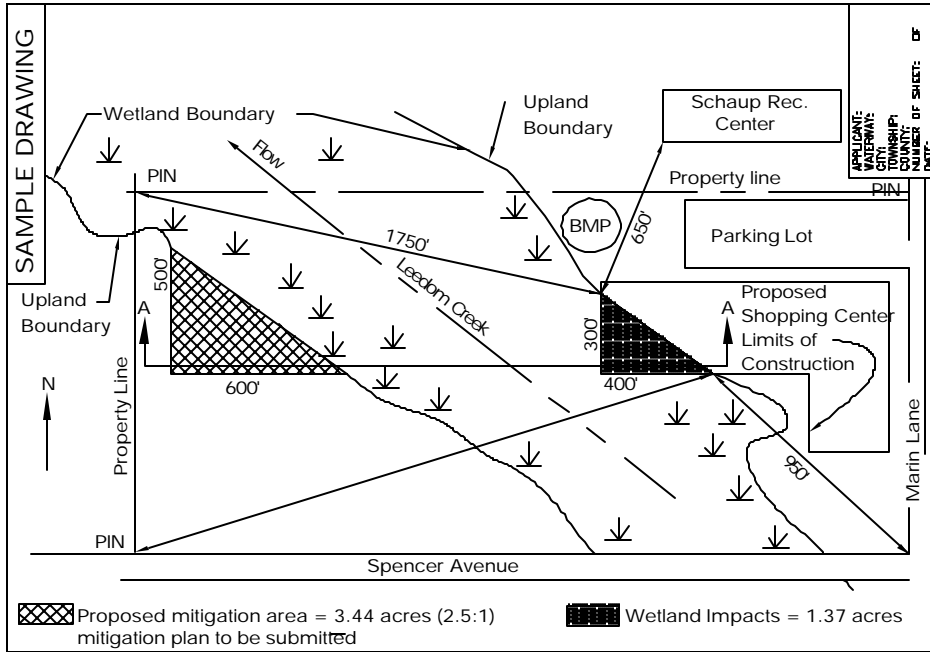 SAMPLE DRAWING
Wetland Boundary
Upland
Boundary
Schaup Rec.
Center
APPLICANT:
WATERWAY:
CITY:
TOWNSHIP:
COUNTY:
NUMBER OF SHEET: OF
DATE:
Flow
PIN
Property line
PIN
BMP
650'
Parking Lot
1750'
500'
Leedom Creek
Upland
Boundary
A
Proposed
Shopping Center
Limits of
Construction
A
300'
600'
400'
N
Property Line
950'
Marin Lane
PIN
Spencer Avenue
Proposed mitigation area = 3.44 acres (2.5:1)
mitigation plan to be submitted
Wetland Impacts = 1.37 acres